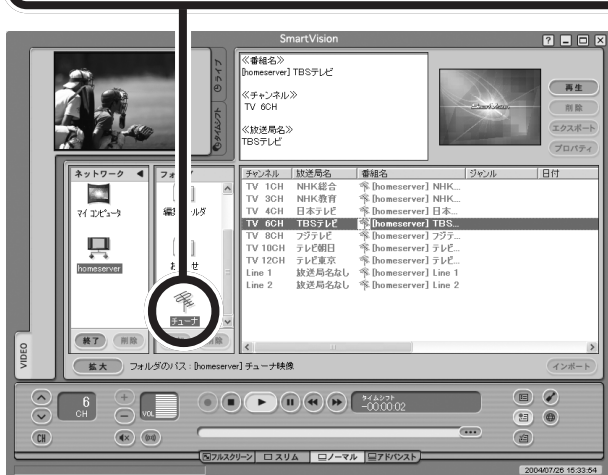 SmartVision
ライブ
タイムシフト
≪番組名≫
[homeserver] TBSテレビ
≪チャンネル≫
TV 6CH
≪放送局名≫
TBSテレビ
再生
削除
エクスポート
プロパティ
ネットワーク
マイ コンピュータ
homeserver
チューナ
終了 削除
チャンネル 放送局名 番組名 ジャンル 日付
TV 1CH NHK総合 [homeserver] NHK...
TV 3CH NHK教育 [homeserver] NHK...
TV 4CH 日本テレビ [homeserver] 日本...
TV 6CH TBSテレビ [homeserver] TBS...
TV 8CH フジテレビ [homeserver] フジテ...
TV 10CH テレビ朝日 [homeserver] テレビ...
TV 12CH テレビ東京 [homeserver] テレビ...
Line 1 放送局名なし [homeserver] Line 1
Line 2 放送局名なし [homeserver] Line 2
VIDEO
拡大 フォルダのパス : [homeserver] チューナ映像 インポート
6
CH
VOL
タイムシフト
-00:00:02
CH
フルスクリーン スリム ノーマル アドバンスト
2004/07/26 15:33:54